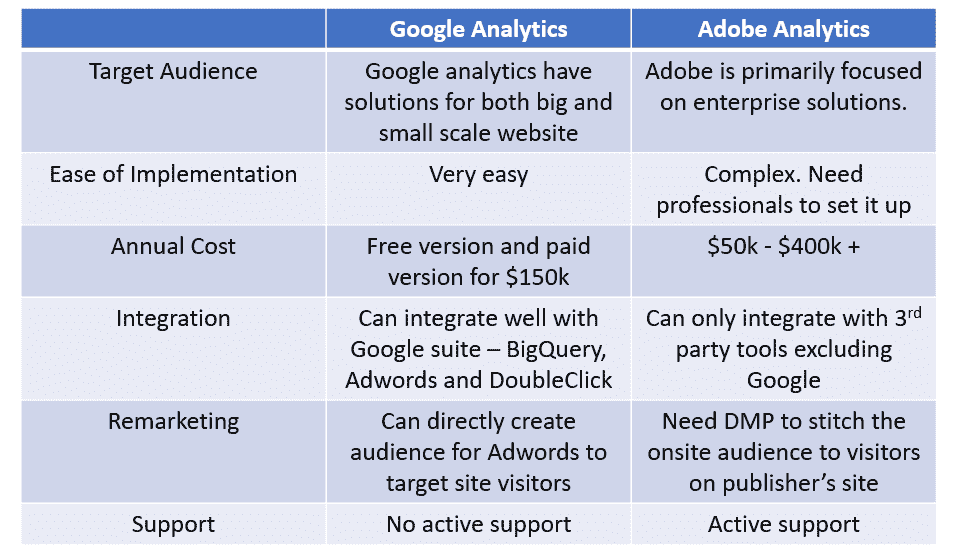 Google Analytics
Adobe Analytics
Target Audience
Google analytics have
solutions for both big and
small scale website
Adobe is primarily focused
on enterprise solutions.
Ease of Implementation
Very easy
Complex. Need
professionals to set it up
Annual Cost
Free version and paid
version for $150k
$50k - $400k +
Integration
Can integrate well with
Google suite – BigQuery,
Adwords and DoubleClick
Can only integrate with 3rd
party tools excluding
Google
Remarketing
Can directly create
audience for Adwords to
target site visitors
Need DMP to stitch the
onsite audience to visitors
on publisher’s site
Support
No active support
Active support